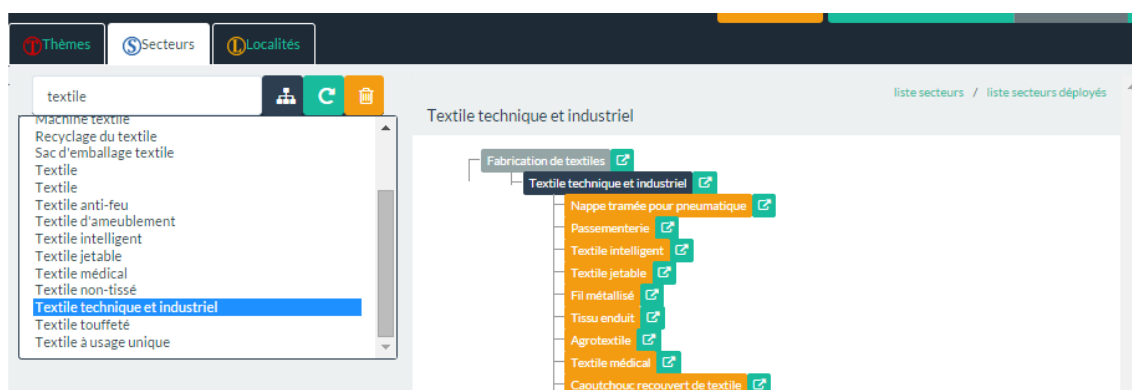 Thèmes
Secteurs
Localités
textile
liste secteurs / liste secteurs déployés
Machine textile
Recyclage du textile
Sac d'emballage textile
Textile
Textile
Textile anti-feu
Textile d'ameublement
Textile intelligent
Textile jetable
Textile médical
Textile non-tissé
Textile technique et industriel
Textile touffeté
Textile à usage unique
Textile technique et industriel
Fabrication de textiles
Textile technique et industriel
Nappe tramée pour pneumatique
Passementerie
Textile intelligent
Textile jetable
Fil métallisé
Tissu enduit
Agrotextile
Textile médical
Caoutchouc recouvert de textile